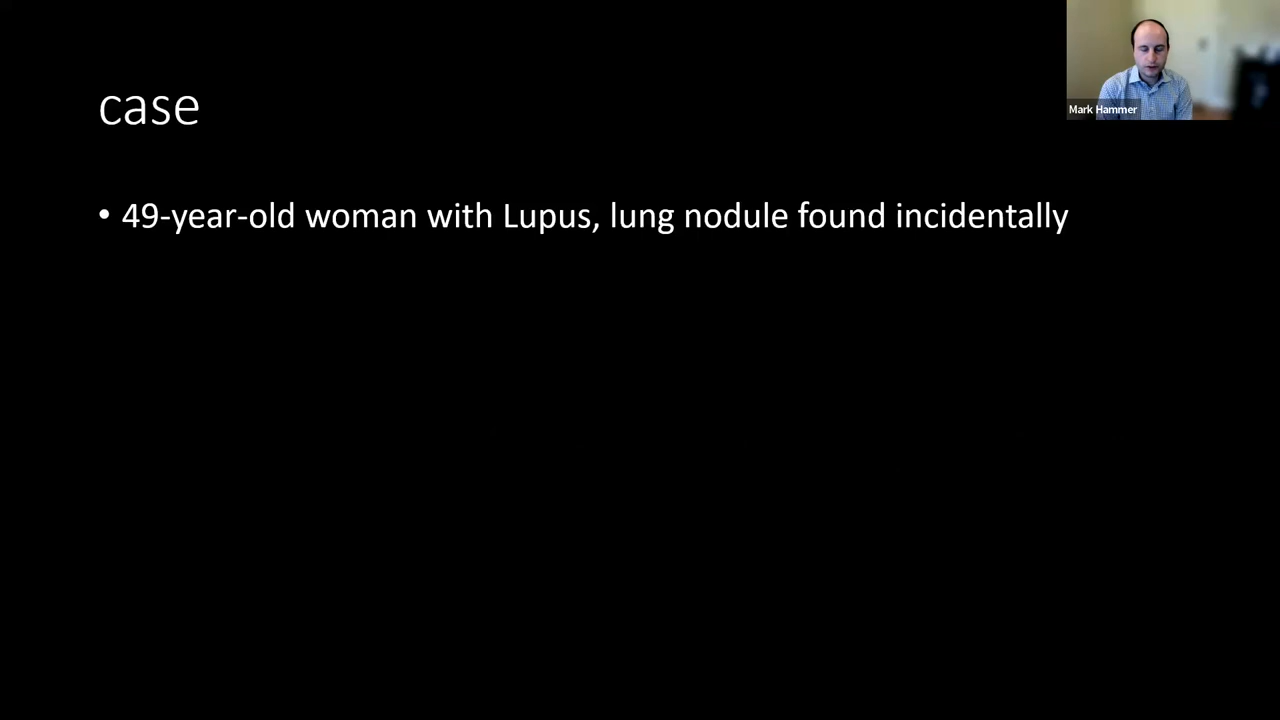 case
• 49-year-old woman with Lupus, lung nodule found incidentally
Mark Hammer